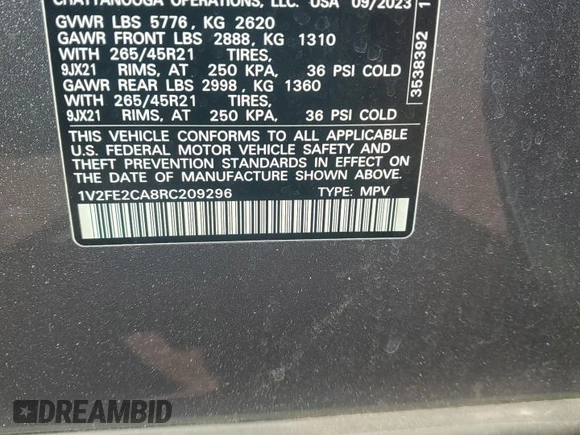 CHATTANOOGA OPERATIONS, LLC. USA 09/2023
GVWR LBS 5776, KG 2620
GAWR FRONT LBS 2888, KG 1310
WITH 265/45R21 TIRES,
9JX21 RIMS, AT 250 KPA, 36 PSI COLD
GAWR REAR LBS 2998, KG 1360
WITH 265/45R21 TIRES,
9JX21 RIMS, AT 250 KPA, 36 PSI COLD
THIS VEHICLE CONFORMS TO ALL APPLICABLE
U.S. FEDERAL MOTOR VEHICLE SAFETY AND
THEFT PREVENTION STANDARDS IN EFFECT ON
THE DATE OF MANUFACTURE SHOWN ABOVE.
1V2FE2CA8RC209296 TYPE: MPV
3538392 1
DREAMBID